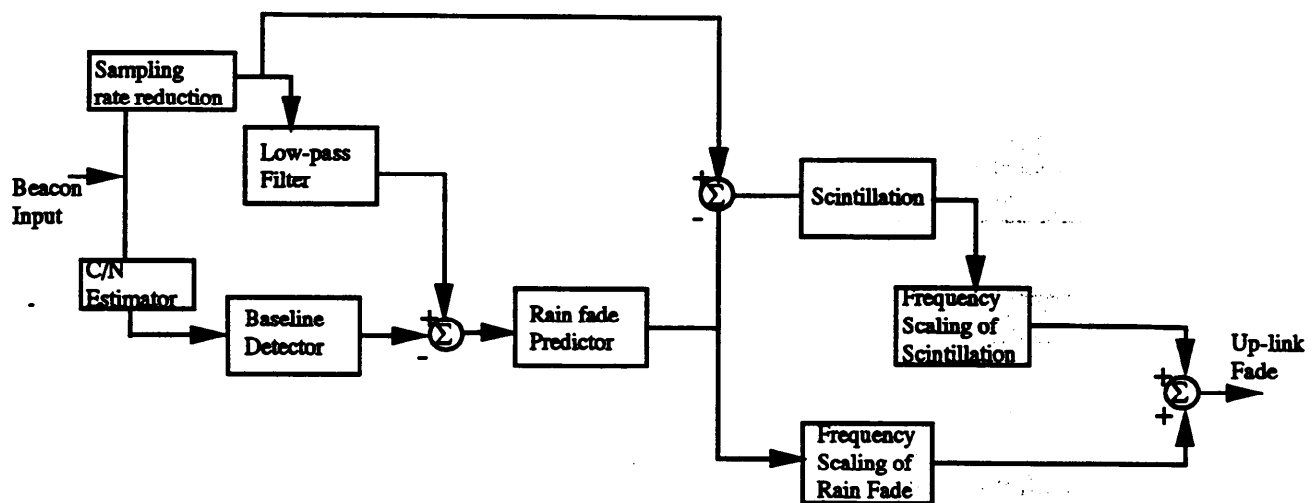 Sampling
rate reduction
Low-pass
Filter
Beacon
Input
C/N
Estimator
Baseline
Detector
+
Σ
-
Rain fade
Predictor
+
Σ
-
Scintillation
Frequency
Scaling of
Scintillation
Frequency
Scaling of
Rain Fade
+
Σ
+
Up-link
Fade